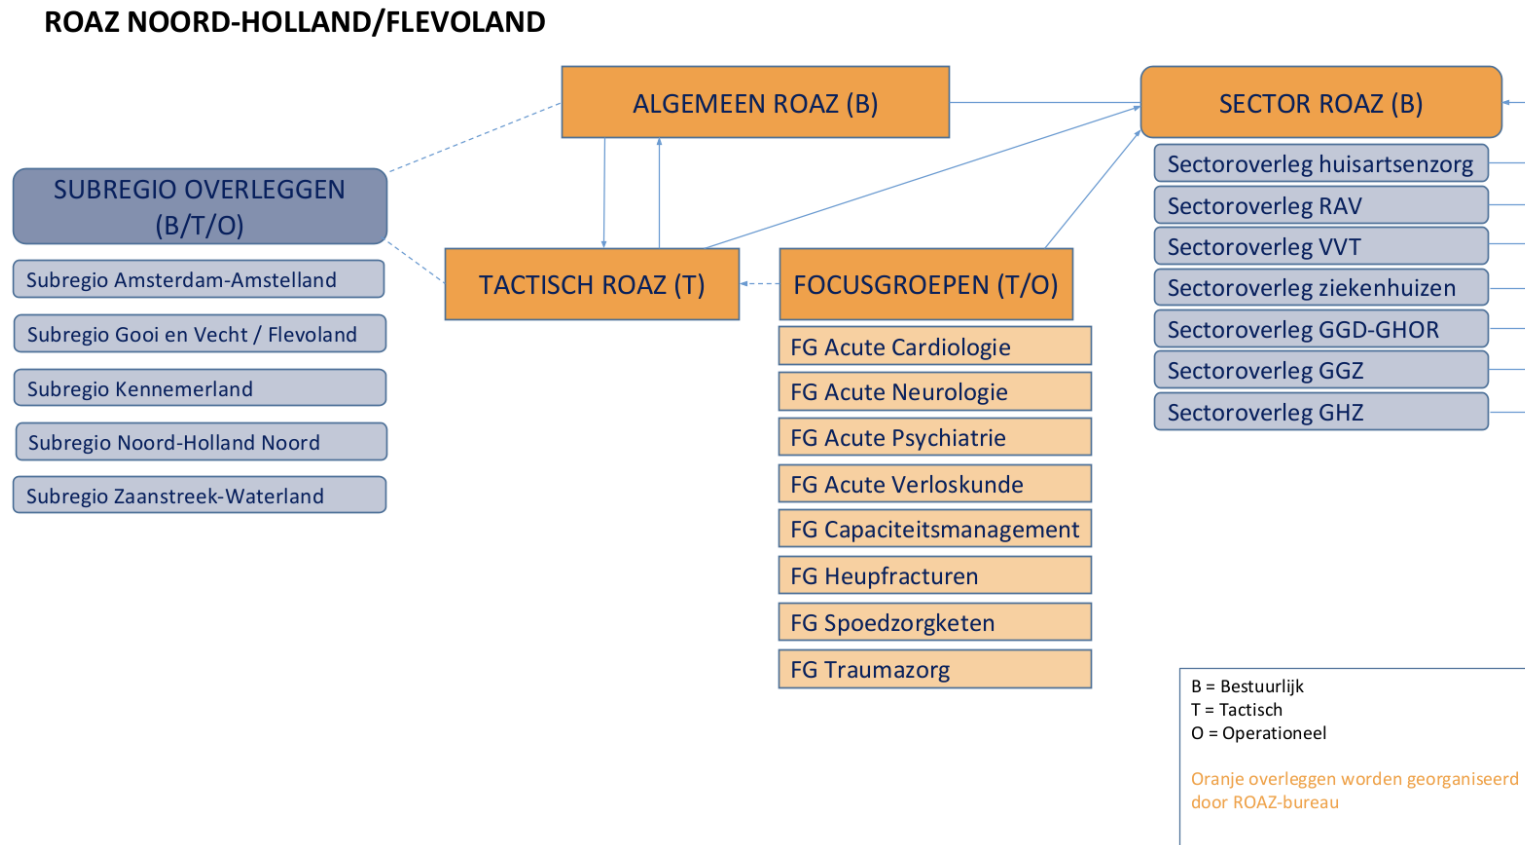 ROAZ NOORD-HOLLAND/FLEVOLAND
ALGEMEEN ROAZ (B)
SECTOR ROAZ (B)
SUBREGIO OVERLEGGEN
(B/T/O)
Subregio Amsterdam-Amstelland
Subregio Gooi en Vecht / Flevoland
Subregio Kennemerland
Subregio Noord-Holland Noord
Subregio Zaanstreek-Waterland
TACTISCH ROAZ (T)
FOCUSGROEPEN (T/O)
FG Acute Cardiologie
FG Acute Neurologie
FG Acute Psychiatrie
FG Acute Verloskunde
FG Capaciteitsmanagement
FG Heupfracturen
FG Spoedzorgketen
FG Traumazorg
Sectoroverleg huisartsenzorg
Sectoroverleg RAV
Sectoroverleg VVT
Sectoroverleg ziekenhuizen
Sectoroverleg GGD-GHOR
Sectoroverleg GGZ
Sectoroverleg GHZ
B = Bestuurlijk
T = Tactisch
O = Operationeel
Oranje overleggen worden georganiseerd
door ROAZ-bureau